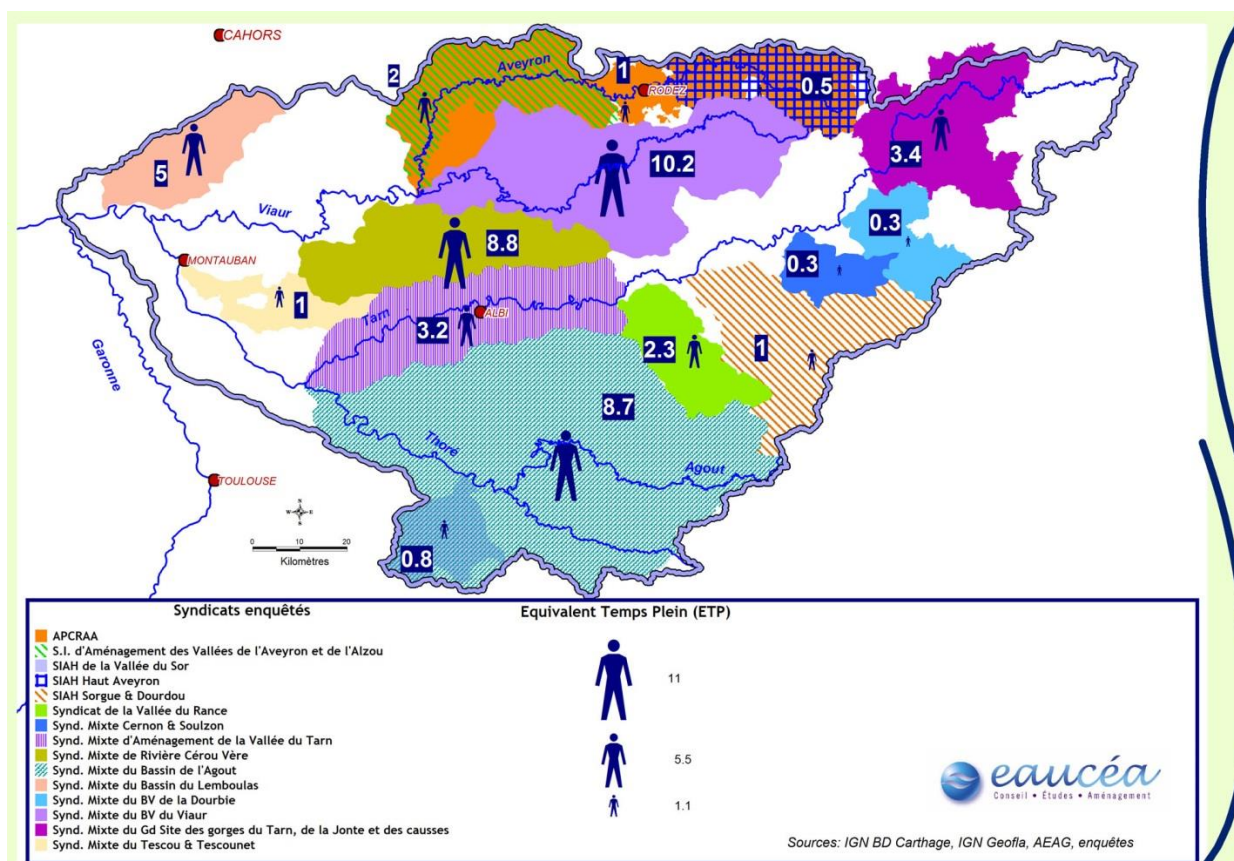 CAHORS
2
Aveyron
1
RODEZ
0.5
5
10.2
3.4
Viaur
0.3
8.8
0.3
MONTAUBAN
1
Tarn
ALBI
3.2
2.3
1
Garonne
8.7
Thoré
Agout
TOULOUSE
N
W E
S
0 10 20
Kilomètres
0.8
Syndicats enquêtés
Equivalent Temps Plein (ETP)
APCRAA
S.I. d'Aménagement des Vallées de l'Aveyron et de l'Alzou
SIAH de la Vallée du Sor
SIAH Haut Aveyron
SIAH Sorgue & Dourdou
Syndicat de la Vallée du Rance
Synd. Mixte Cernon & Soulzon
Synd. Mixte d'Aménagement de la Vallée du Tarn
Synd. Mixte de Rivière Cérou Vère
Synd. Mixte du Bassin de l'Agout
Synd. Mixte du Bassin du Lemboulas
Synd. Mixte du BV de la Dourbie
Synd. Mixte du BV du Viaur
Synd. Mixte du Gd Site des gorges du Tarn, de la Jonte et des causses
Synd. Mixte du Tescou & Tescounet
11
5.5
1.1
eaucéa
Conseil • Études • Aménagement
Sources: IGN BD Carthage, IGN Geofla, AEAG, enquêtes